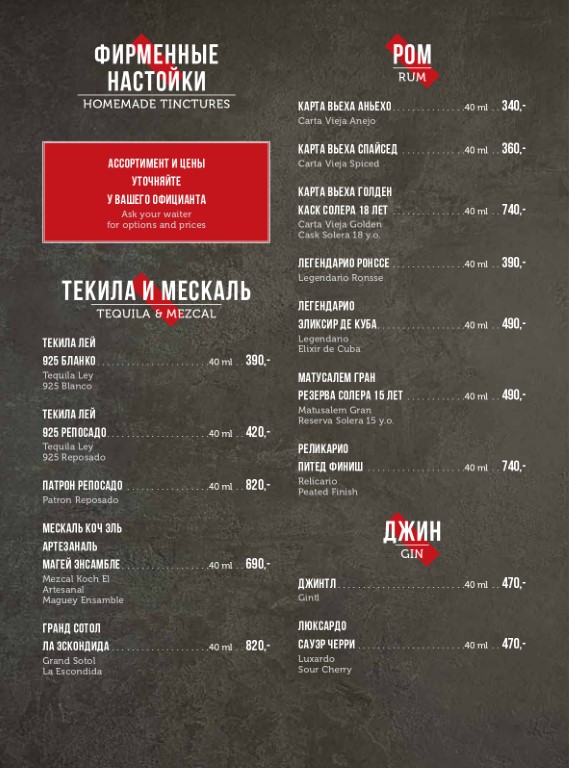 ФИРМЕННЫЕ
НАСТОЙКИ
HOMEMADE TINCTURES
АССОРТИМЕНТ И ЦЕНЫ
УТОЧНЯЙТЕ
У ВАШЕГО ОФИЦИАНТА
Ask your waiter
for options and prices
ТЕКИЛА И МЕСКАЛЬ
TEQUILA & MEZCAL
ТЕКИЛА ЛЕЙ
925 БЛАНКО 40 ml 390,-
Tequila Ley
925 Blanco
ТЕКИЛА ЛЕЙ
925 РЕПОСАДО 40 ml 420,-
Tequila Ley
925 Reposado
ПАТРОН РЕПОСАДО 40 ml 820,-
Patron Reposado
МЕСКАЛЬ КОЧ ЭЛЬ
АРТЕЗАНАЛЬ
МАГЕЙ ЭНСАМБЛЕ 40 ml 690,-
Mezcal Koch El
Artesanal
Maguey Ensamble
ГРАНД СОТОЛ
ЛА ЭСКОНДИДА 40 ml 820,-
Grand Sotol
La Escondida
РОМ
RUM
КАРТА ВЬЕХА АНЬЕХО 40 ml 340,-
Carta Vieja Anejo
КАРТА ВЬЕХА СПАЙСЕД 40 ml 360,-
Carta Vieja Spiced
КАРТА ВЬЕХА ГОЛДЕН
КАСК СОЛЕРА 18 ЛЕТ 40 ml 740,-
Carta Vieja Golden
Cask Solera 18 y.o.
ЛЕГЕНДАРИО РОНССЕ 40 ml 390,-
Legendario Ronsse
ЛЕГЕНДАРИО
ЭЛИКСИР ДЕ КУБА 40 ml 490,-
Legendario
Elixir de Cuba
МАТУСАЛЕМ ГРАН
РЕЗЕРВА СОЛЕРА 15 ЛЕТ 40 ml 490,-
Matusalem Gran
Reserva Solera 15 y.o.
РЕЛИКАРИО
ПИТЕД ФИНИШ 40 ml 740,-
Relicario
Peated Finish
ДЖИН
GIN
ДЖИНТЛ 40 ml 470,-
Gintl
ЛЮКСАРДО
САУЭР ЧЕРРИ 40 ml 470,-
Luxardo
Sour Cherry